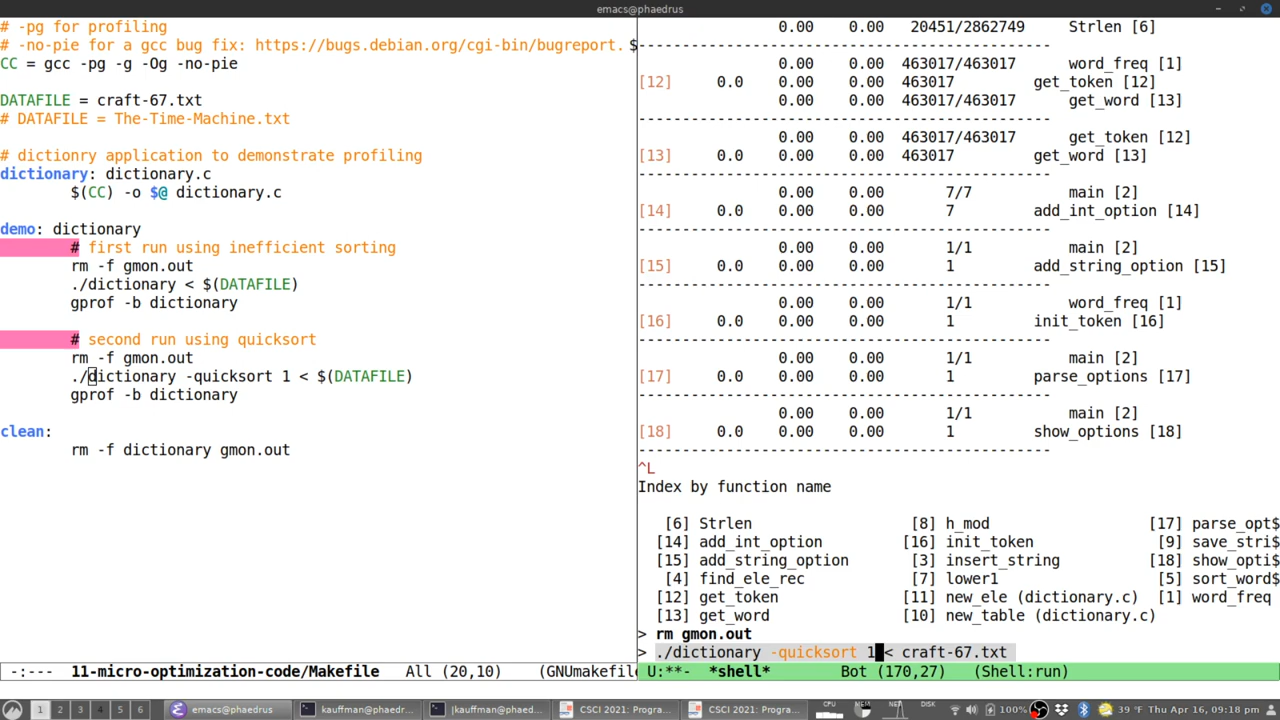 emacs@phaedrus
# -pg for profiling
# -no-pie for a gcc bug fix: https://bugs.debian.org/cgi-bin/bugreport. $
CC = gcc -pg -g -Og -no-pie
DATAFILE = craft-67.txt
# DATAFILE = The-Time-Machine.txt
# dictionry application to demonstrate profiling
dictionary: dictionary.c
$(CC) -o $@ dictionary.c
demo: dictionary
# first run using inefficient sorting
rm -f gmon.out
./dictionary < $(DATAFILE)
gprof -b dictionary
# second run using quicksort
rm -f gmon.out
./dictionary -quicksort 1 < $(DATAFILE)
gprof -b dictionary
clean:
rm -f dictionary gmon.out
-:--- 11-micro-optimization-code/Makefile All (20,10) (GNUmakefile
0.00 0.00 20451/2862749 Strlen [6]
-----------------------------------------------
0.00 0.00 463017/463017 word_freq [1]
[12] 0.0 0.00 0.00 463017 get_token [12]
0.00 0.00 463017/463017 get_word [13]
-----------------------------------------------
0.00 0.00 463017/463017 get_token [12]
[13] 0.0 0.00 0.00 463017 get_word [13]
-----------------------------------------------
0.00 0.00 7/7 main [2]
[14] 0.0 0.00 0.00 7 add_int_option [14]
-----------------------------------------------
0.00 0.00 1/1 main [2]
[15] 0.0 0.00 0.00 1 add_string_option [15]
-----------------------------------------------
0.00 0.00 1/1 word_freq [1]
[16] 0.0 0.00 0.00 1 init_token [16]
-----------------------------------------------
0.00 0.00 1/1 main [2]
[17] 0.0 0.00 0.00 1 parse_options [17]
-----------------------------------------------
0.00 0.00 1/1 main [2]
[18] 0.0 0.00 0.00 1 show_options [18]
-----------------------------------------------
^L
Index by function name
[6] Strlen [8] h_mod [17] parse_opt$
[14] add_int_option [16] init_token [9] save_stri$
[15] add_string_option [3] insert_string [18] show_opti$
[4] find_ele_rec [7] lower1 [5] sort_word$
[12] get_token [11] new_ele (dictionary.c) [1] word_freq
[13] get_word [10] new_table (dictionary.c)
> rm gmon.out
> ./dictionary -quicksort 1 < craft-67.txt
U:**- *shell* Bot (170,27) (Shell:run)
1 2 3 4 5 6 emacs@phaedrus kauffman@phaedr... |kauffman@phaed... CSCI 2021: Progra... CSCI 2021: Progra... CPU MEM NET DISK 100% 39 °F Thu Apr 16, 09:18 pm